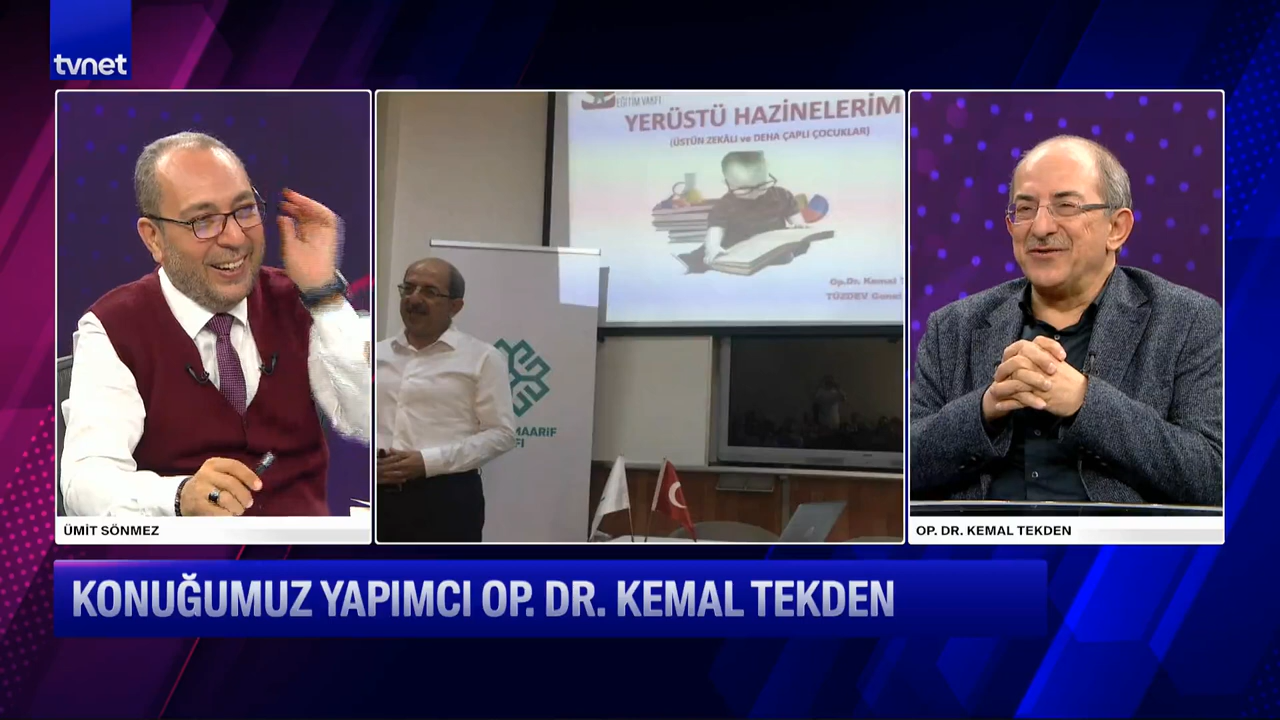 tvnet
EĞİTİM VAKFI
YERÜSTÜ HAZİNELERİM
(ÜSTÜN ZEKÂLI ve DEHA ÇAPLI ÇOCUKLAR)
Op.Dr. Kemal
TÜZDEV Genel
MAARİF
ÜMİT SÖNMEZ
OP. DR. KEMAL TEKDEN
KONUĞUMUZ YAPIMCI OP. DR. KEMAL TEKDEN